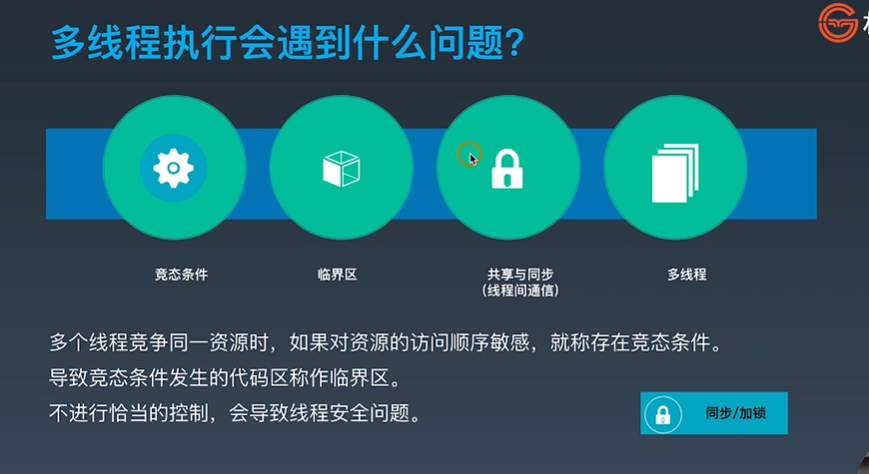 多线程执行会遇到什么问题?
竞态条件
临界区
共享与同步
(线程间通信)
多线程
多个线程竞争同一资源时，如果对资源的访问顺序敏感，就称存在竞态条件。
导致竞态条件发生的代码区称作临界区。
不进行恰当的控制，会导致线程安全问题。
同步/加锁